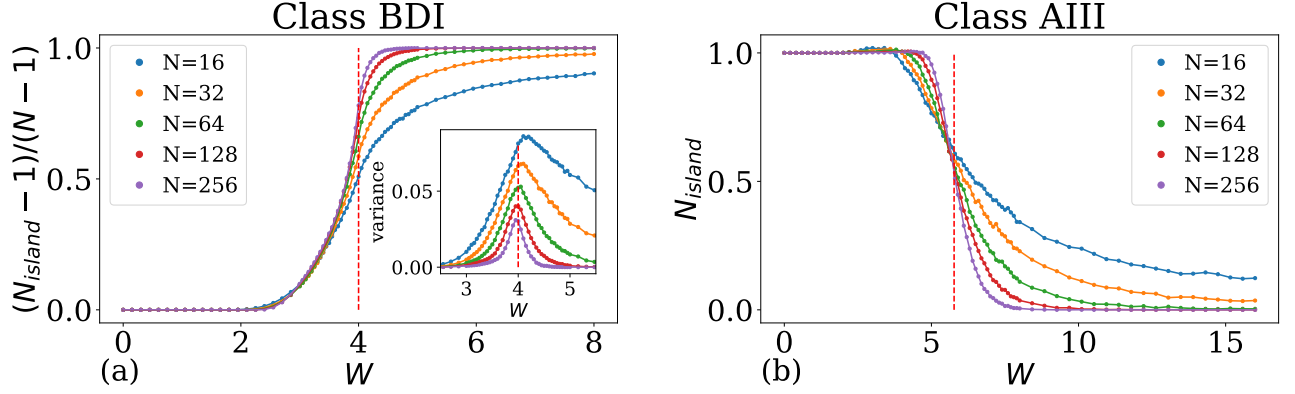 Class BDI
(N_island − 1)/(N − 1)
1.0
0.5
0.0
N=16
N=32
N=64
N=128
N=256
variance
0.05
0.00
3
4
5
W
0
2
4
6
8
(a)
W
Class AIII
N_island
1.0
0.5
0.0
N=16
N=32
N=64
N=128
N=256
0
5
10
15
(b)
W